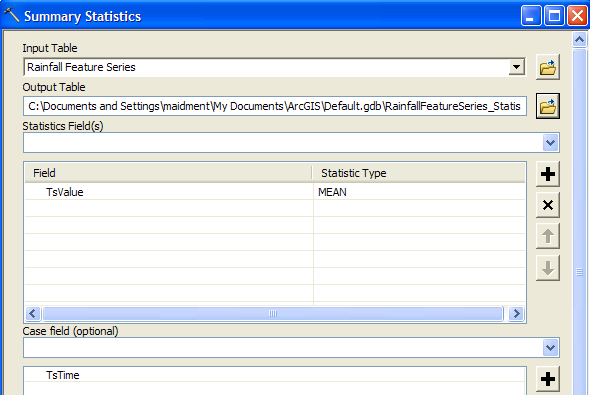 Summary Statistics
Input Table
Rainfall Feature Series
Output Table
C:\Documents and Settings\maidment\My Documents\ArcGIS\Default.gdb\RainfallFeatureSeries_Statis
Statistics Field(s)
Field Statistic Type
TsValue MEAN
Case field (optional)
TsTime